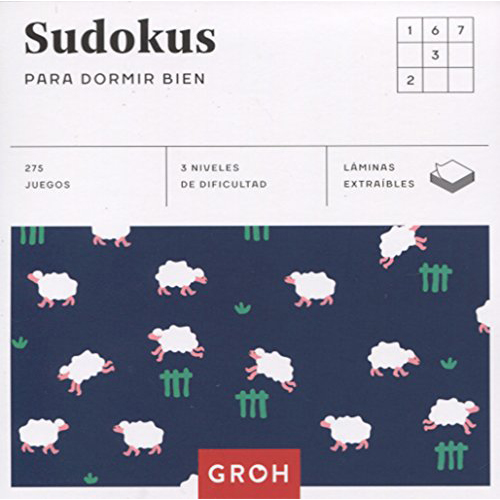 Sudokus
PARA DORMIR BIEN
1 6 7
3
2
275
JUEGOS
3 NIVELES
DE DIFICULTAD
LÁMINAS
EXTRAÍBLES
GROH